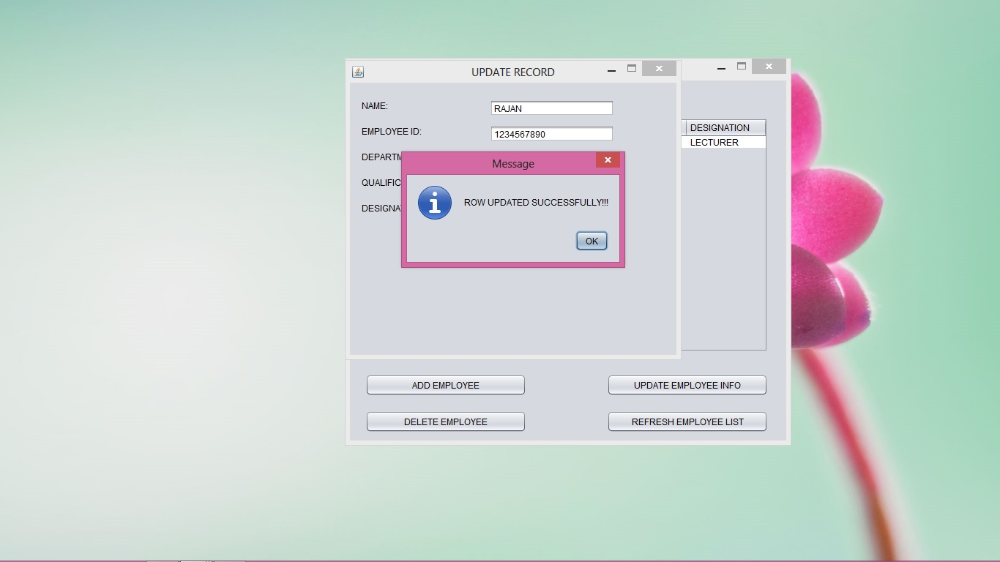 UPDATE RECORD
NAME:
RAJAN
DESIGNATION
EMPLOYEE ID:
1234567890
LECTURER
DEPARTM
Message
QUALIFIC
ROW UPDATED SUCCESSFULLY!!!
DESIGNA
OK
ADD EMPLOYEE
UPDATE EMPLOYEE INFO
DELETE EMPLOYEE
REFRESH EMPLOYEE LIST